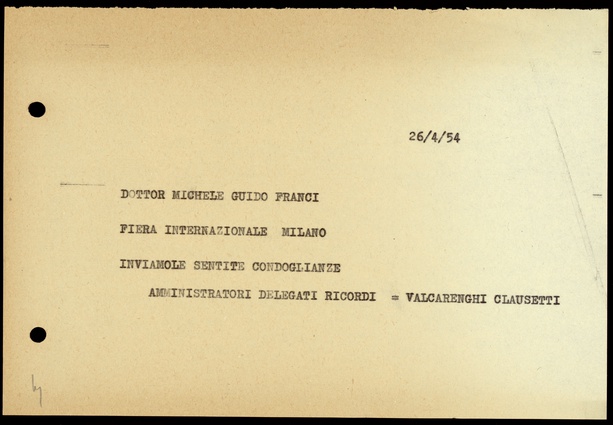 26/4/54
DOTTOR MICHELE GUIDO FRANCI
FIERA INTERNAZIONALE MILANO
INVIAMOLE SENTITE CONDOGLIANZE
AMMINISTRATORI DELEGATI RICORDI = VALCARENGHI CLAUSETTI